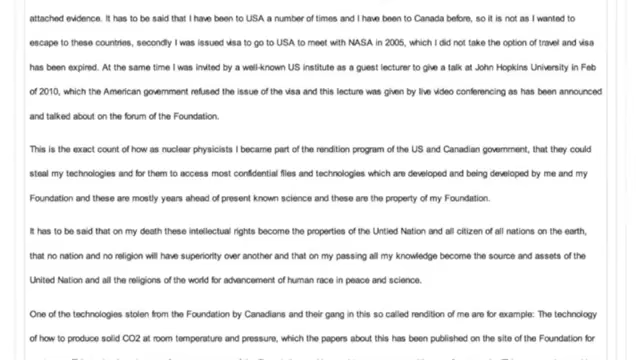 attached evidence. It has to be said that I have been to USA a number of times and I have been to Canada before, so it is not as I wanted to
escape to these countries, secondly I was issued visa to go to USA to meet with NASA in 2005, which I did not take the option of travel and visa
has been expired. At the same time I was invited by a well-known US institute as a guest lecturer to give a talk at John Hopkins University in Feb
of 2010, which the American government refused the issue of the visa and this lecture was given by live video conferencing as has been announced
and talked about on the forum of the Foundation.
This is the exact count of how as nuclear physicists I became part of the rendition program of the US and Canadian government, that they could
steal my technologies and for them to access most confidential files and technologies which are developed and being developed by me and my
Foundation and these are mostly years ahead of present known science and these are the property of my Foundation.
It has to be said that on my death these intellectual rights become the properties of the Untied Nation and all citizen of all nations on the earth,
that no nation and no religion will have superiority over another and that on my passing all my knowledge become the source and assets of the
United Nation and all the religions of the world for advancement of human race in peace and science.
One of the technologies stolen from the Foundation by Canadians and their gang in this so called rendition of me are for example: The technology
of how to produce solid CO2 at room temperature and pressure, which the papers about this has been published on the site of the Foundation for